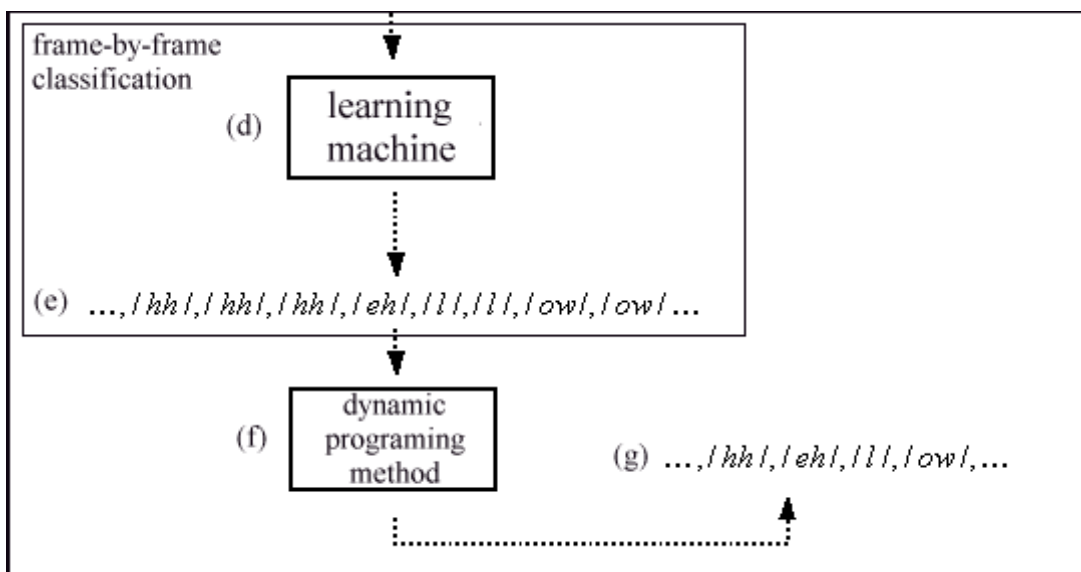 frame-by-frame
classification
(d)
learning
machine
(e) ...,/hh/,/hh/,/hh/,/eh/,/l/,/l/,/ow/,/ow/...
(f)
dynamic
programing
method
(g) ...,/hh/,/eh/,/l/,/ow/,...